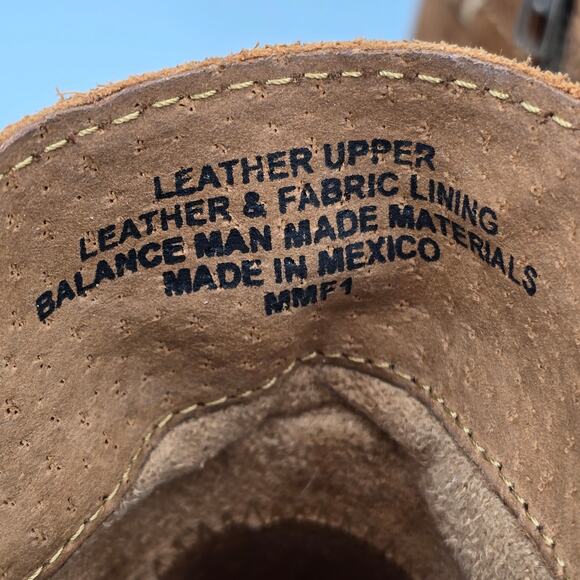 LEATHER UPPER
LEATHER & FABRIC LINING
BALANCE MAN MADE MATERIALS
MADE IN MEXICO
MMF1